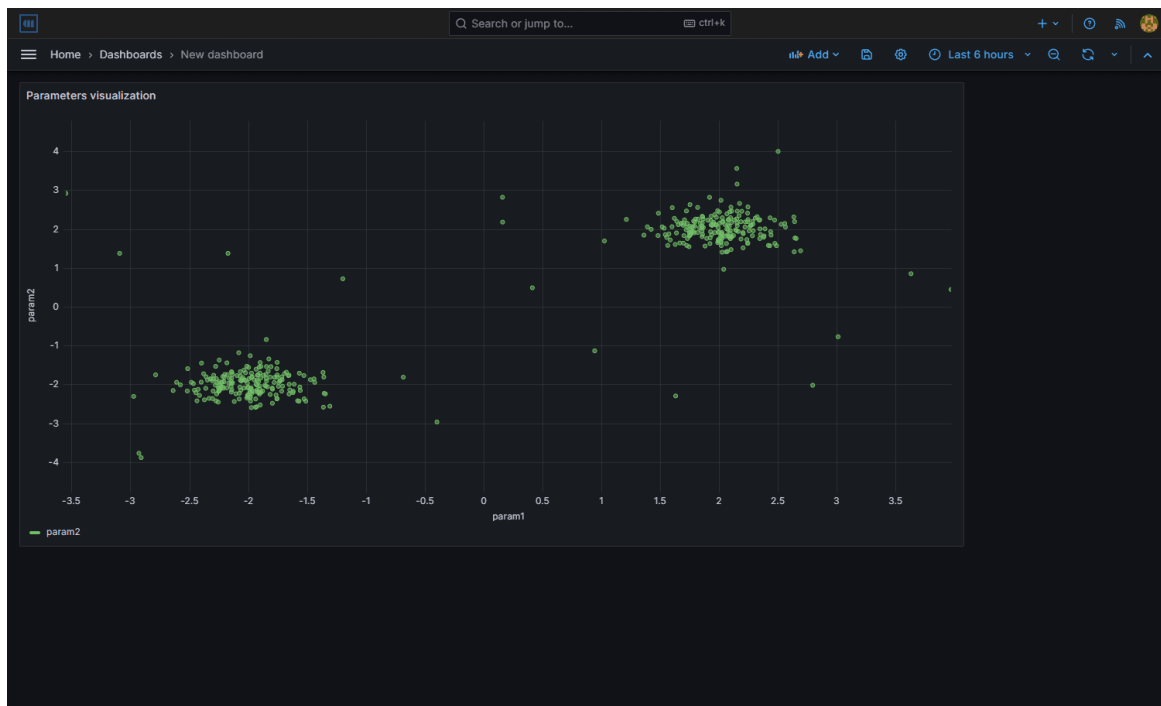 Search or jump to... ctrl+k
Home › Dashboards › New dashboard Add Last 6 hours
Parameters visualization
4
3
2
1
0
-1
-2
-3
-4
param2
-3.5 -3 -2.5 -2 -1.5 -1 -0.5 0 0.5 1 1.5 2 2.5 3 3.5
param1
param2